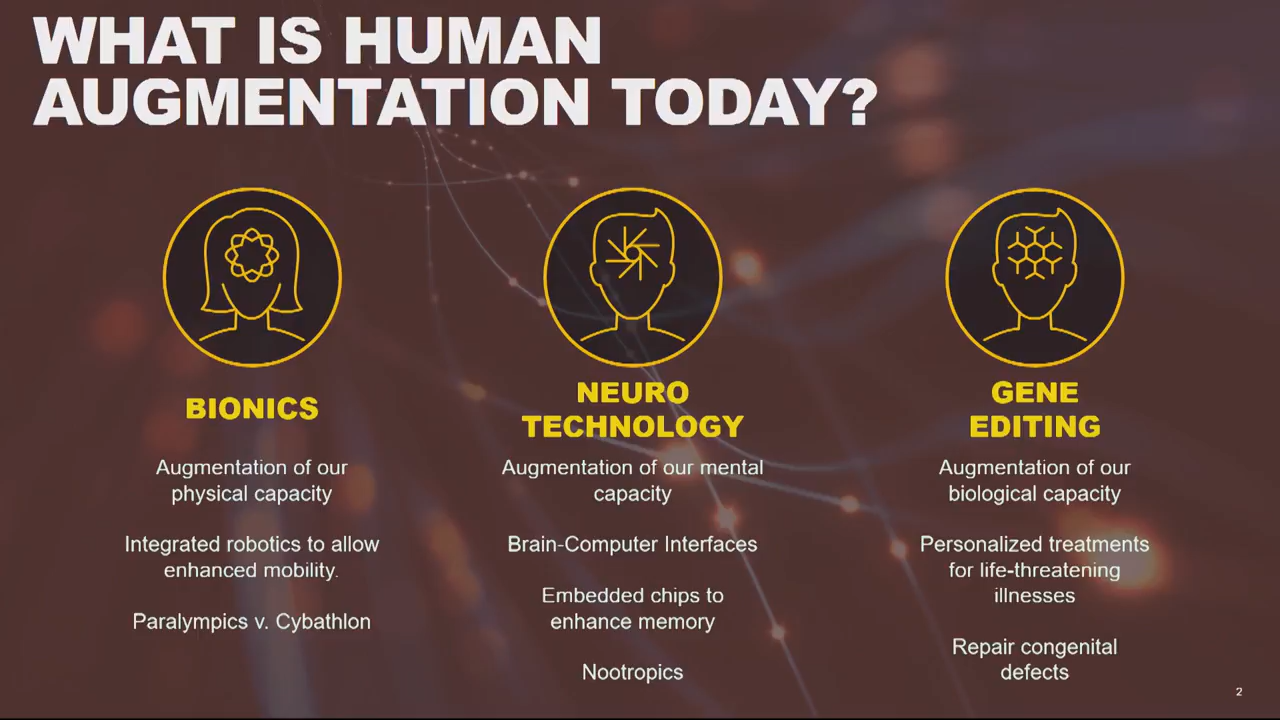 WHAT IS HUMAN
AUGMENTATION TODAY?
BIONICS
Augmentation of our
physical capacity
Integrated robotics to allow
enhanced mobility.
Paralympics v. Cybathlon
NEURO
TECHNOLOGY
Augmentation of our mental
capacity
Brain-Computer Interfaces
Embedded chips to
enhance memory
Nootropics
GENE
EDITING
Augmentation of our
biological capacity
Personalized treatments
for life-threatening
illnesses
Repair congenital
defects
2